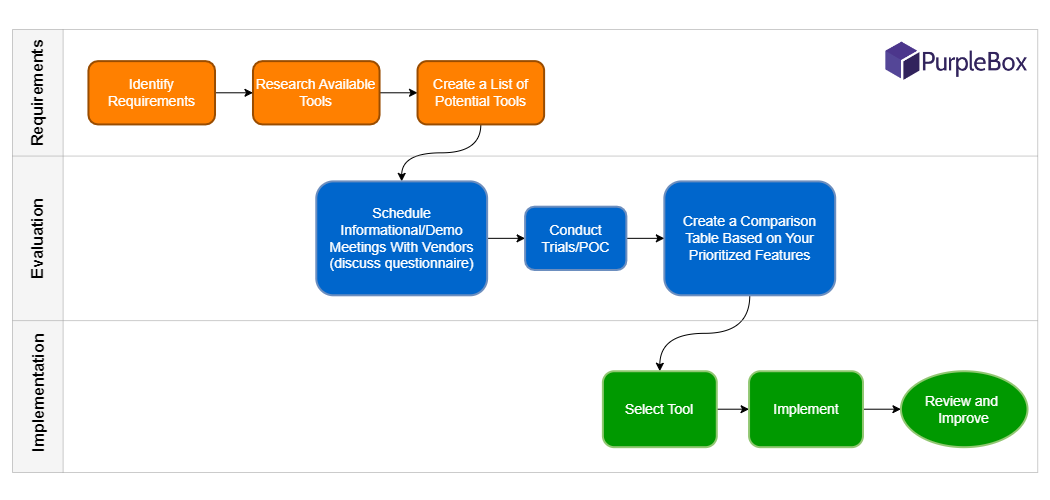 Requirements
PurpleBox
Identify
Requirements
Research Available
Tools
Create a List of
Potential Tools
Evaluation
Schedule
Informational/Demo
Meetings With Vendors
(discuss questionnaire)
Conduct
Trials/POC
Create a Comparison
Table Based on Your
Prioritized Features
Implementation
Select Tool
Implement
Review and
Improve